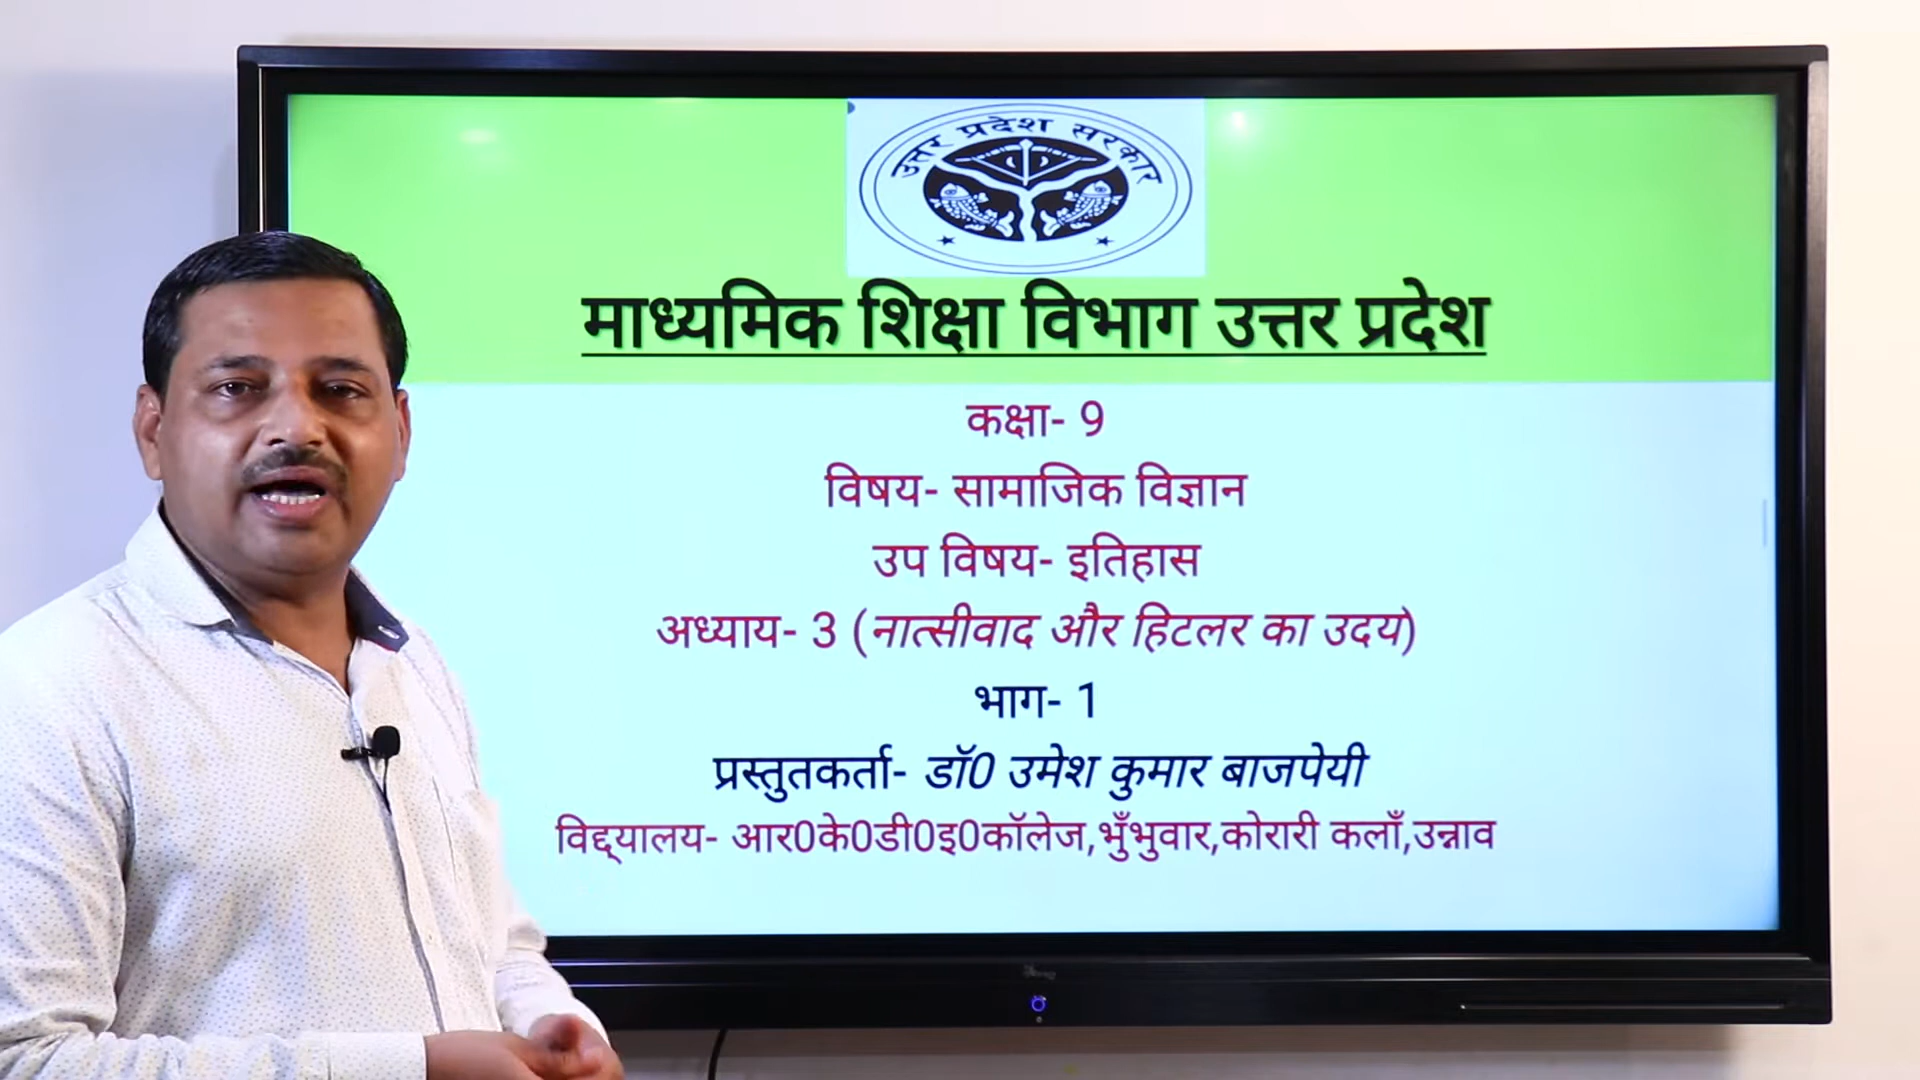 उत्तर प्रदेश सरकार
माध्यमिक शिक्षा विभाग उत्तर प्रदेश
कक्षा- 9
विषय- सामाजिक विज्ञान
उप विषय- इतिहास
अध्याय- 3 (नात्सीवाद और हिटलर का उदय)
भाग- 1
प्रस्तुतकर्ता- डॉ0 उमेश कुमार बाजपेयी
विद्द्यालय- आर0के0डी0इ0कॉलेज,भुँभुवार,कोरारी कलाँ,उन्नाव